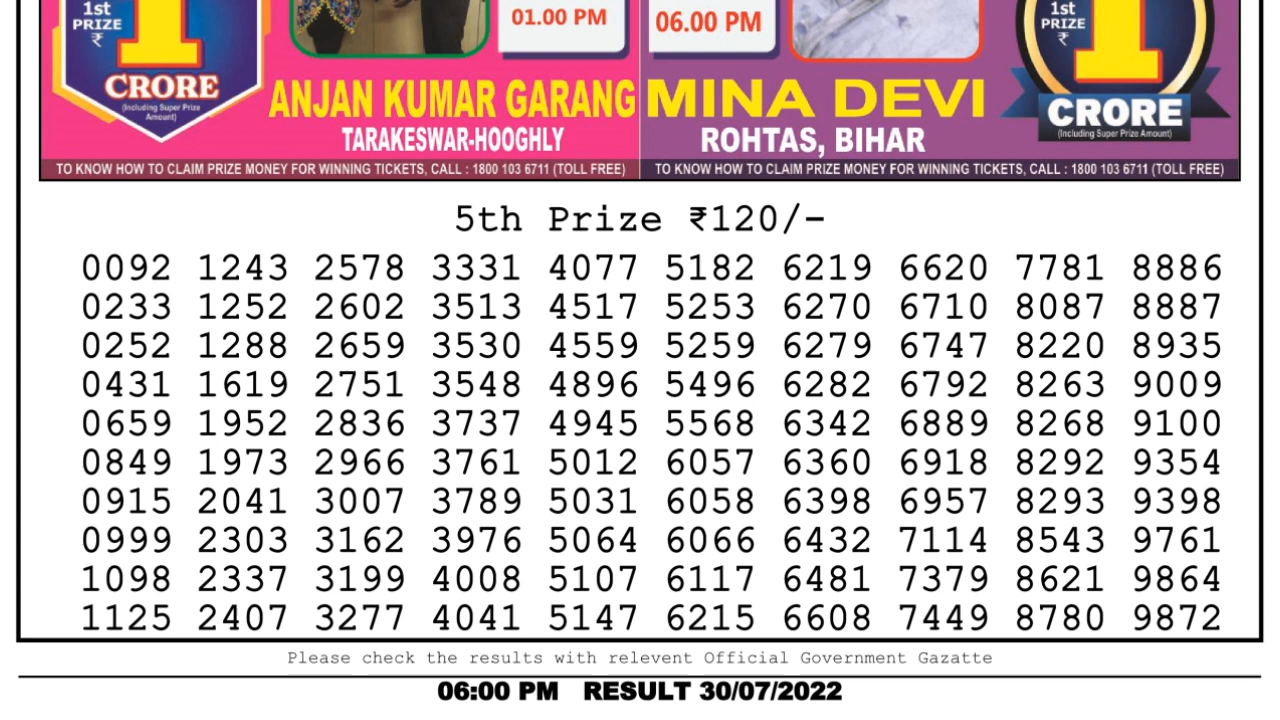 1st
PRIZE
₹
1
CRORE
(Including Super Prize
Amount)
01.00 PM
ANJAN KUMAR GARANG
TARAKESWAR-HOOGHLY
TO KNOW HOW TO CLAIM PRIZE MONEY FOR WINNING TICKETS, CALL : 1800 103 6711 (TOLL FREE)
06.00 PM
MINA DEVI
ROHTAS, BIHAR
1st
PRIZE
₹
1
CRORE
(Including Super Prize Amount)
TO KNOW HOW TO CLAIM PRIZE MONEY FOR WINNING TICKETS, CALL : 1800 103 6711 (TOLL FREE)
5th Prize ₹120/-
0092 1243 2578 3331 4077 5182 6219 6620 7781 8886
0233 1252 2602 3513 4517 5253 6270 6710 8087 8887
0252 1288 2659 3530 4559 5259 6279 6747 8220 8935
0431 1619 2751 3548 4896 5496 6282 6792 8263 9009
0659 1952 2836 3737 4945 5568 6342 6889 8268 9100
0849 1973 2966 3761 5012 6057 6360 6918 8292 9354
0915 2041 3007 3789 5031 6058 6398 6957 8293 9398
0999 2303 3162 3976 5064 6066 6432 7114 8543 9761
1098 2337 3199 4008 5107 6117 6481 7379 8621 9864
1125 2407 3277 4041 5147 6215 6608 7449 8780 9872
Please check the results with relevent Official Government Gazatte
06:00 PM RESULT 30/07/2022